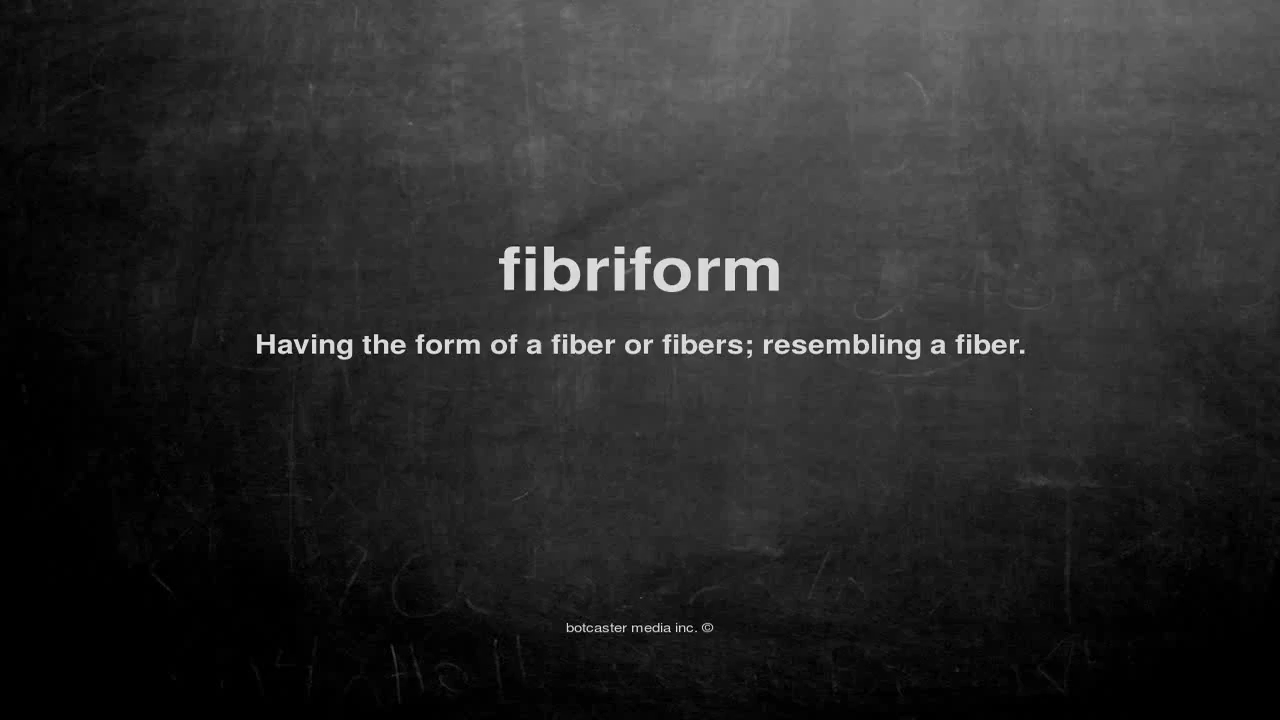 fibriform
Having the form of a fiber or fibers; resembling a fiber.
botcaster media inc. ©